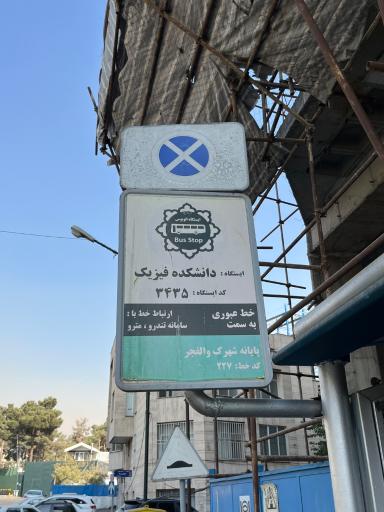 ایستگاه اتوبوس
Bus Stop
ایستگاه : دانشکده فیزیک
کد ایستگاه : ۳۴۳۵
خط عبوری به سمت
ارتباط خط با : سامانه تندرو ، مترو
پایانه شهرک والفجر
کد خط: ۲۲۷